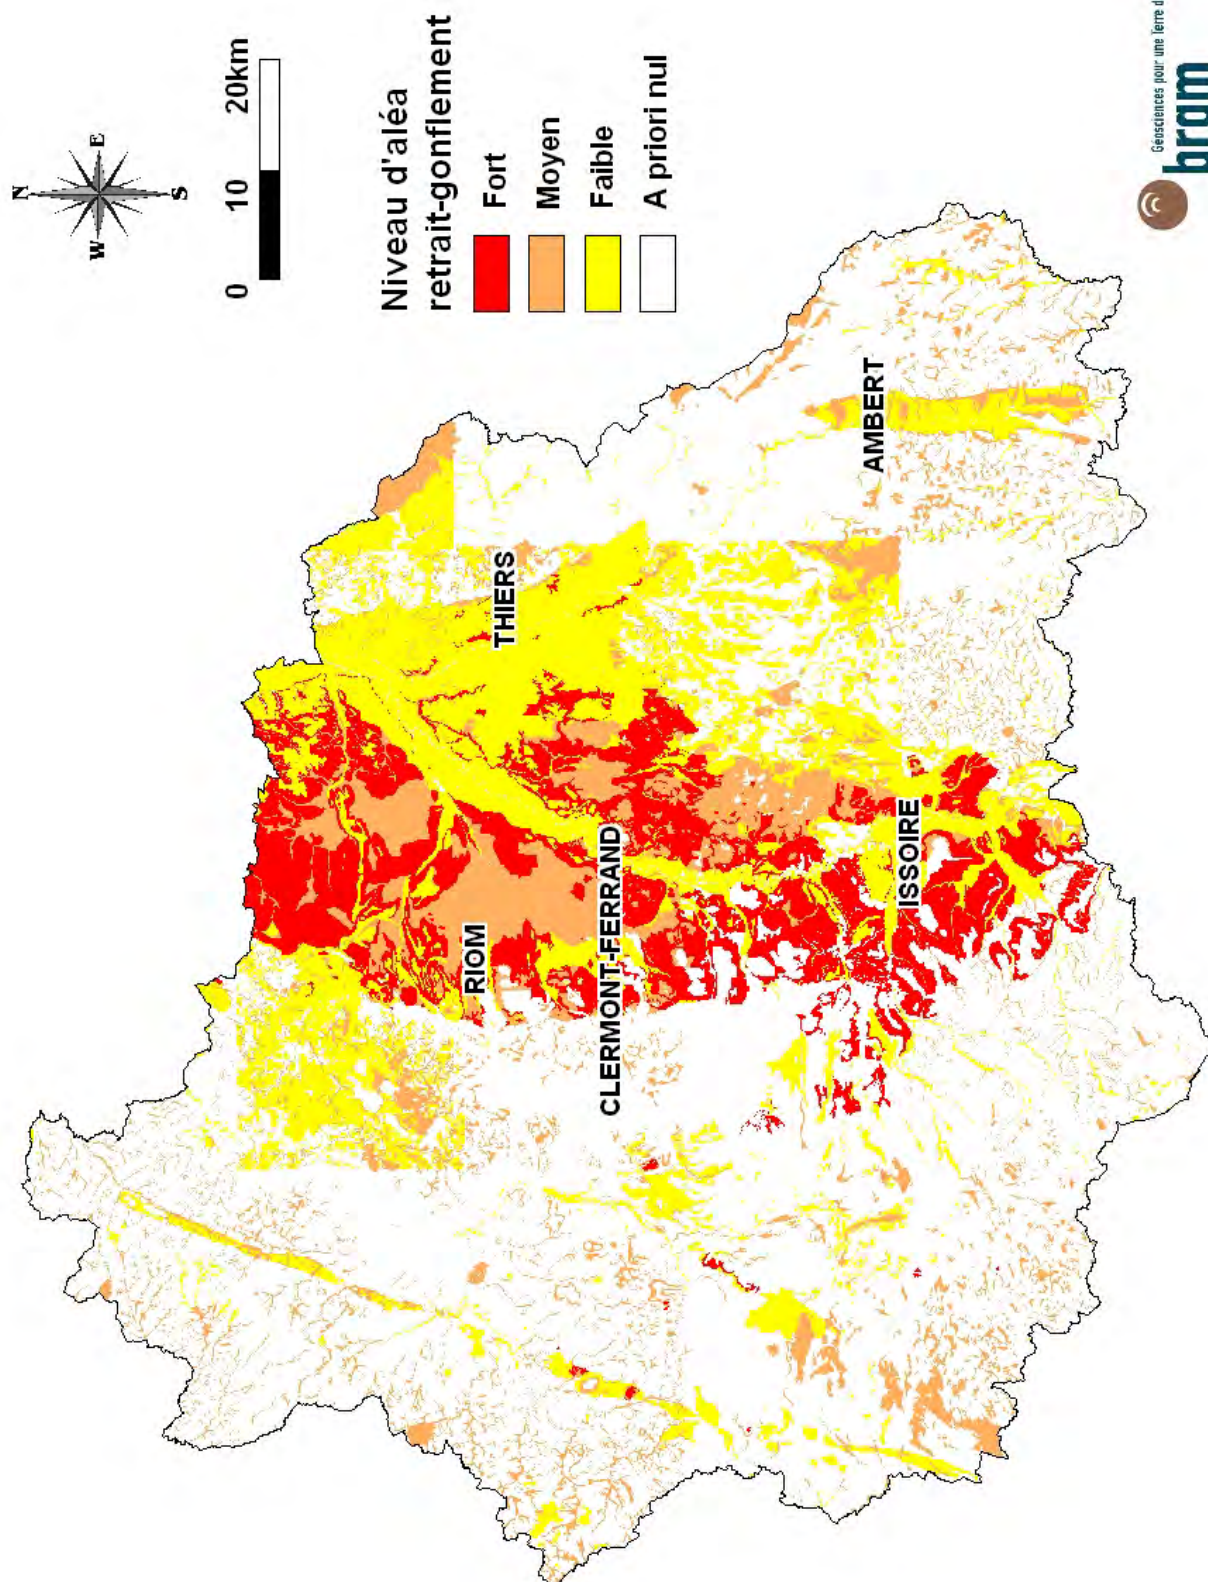 N
W
E
S
0
10
20km
Niveau d'aléa
retrait-gonflement
Fort
Moyen
Faible
A priori nul
THIERS
AMBERT
RIOM
CLERMONT-FERRAND
ISSOIRE
Géosciences pour une Terre
brgm